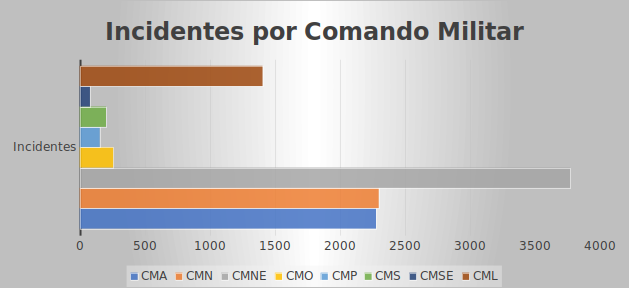 Incidentes por Comando Militar
Incidentes
0 500 1000 1500 2000 2500 3000 3500 4000
CMA CMN CMNE CMO CMP CMS CMSE CML